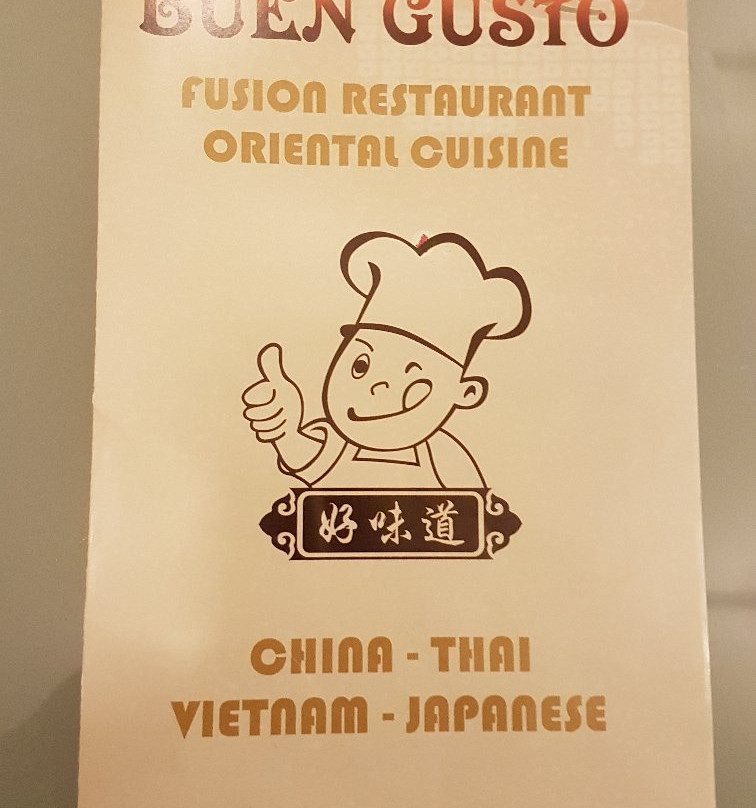 BUEN GUSTO
FUSION RESTAURANT
ORIENTAL CUISINE
好味道
CHINA - THAI
VIETNAM - JAPANESE